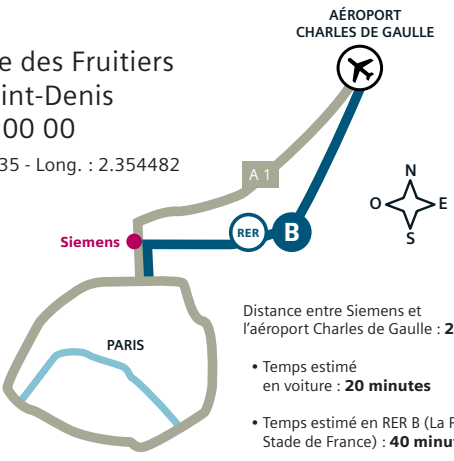 AÉROPORT
CHARLES DE GAULLE
e des Fruitiers
int-Denis
00 00
35 - Long. : 2.354482
A 1
N
O E
S
Siemens
RER B
PARIS
Distance entre Siemens et
l'aéroport Charles de Gaulle : 2
• Temps estimé
en voiture : 20 minutes
• Temps estimé en RER B (La P
Stade de France) : 40 minu